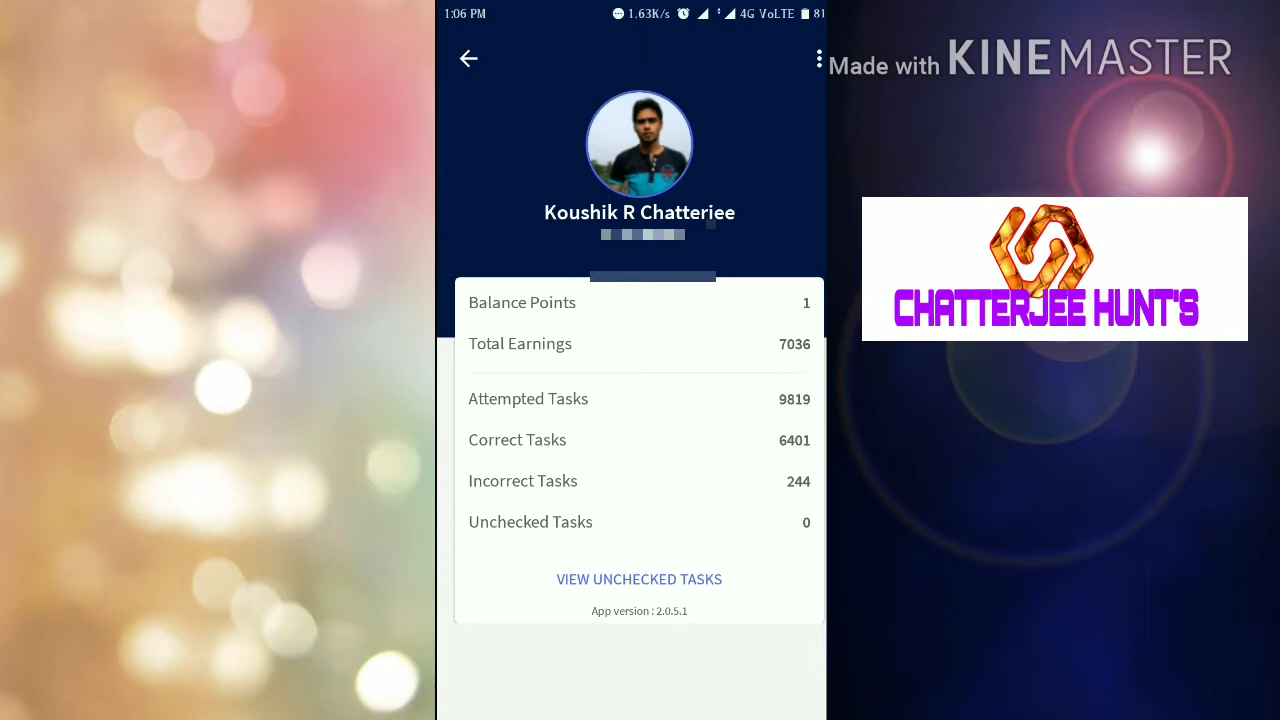 1:06 PM 1.63K/s 4G VoLTE 81
Made with KINEMASTER
Koushik R Chatterjee
CHATTERJEE HUNT'S
Balance Points 1
Total Earnings 7036
Attempted Tasks 9819
Correct Tasks 6401
Incorrect Tasks 244
Unchecked Tasks 0
VIEW UNCHECKED TASKS
App version : 2.0.5.1